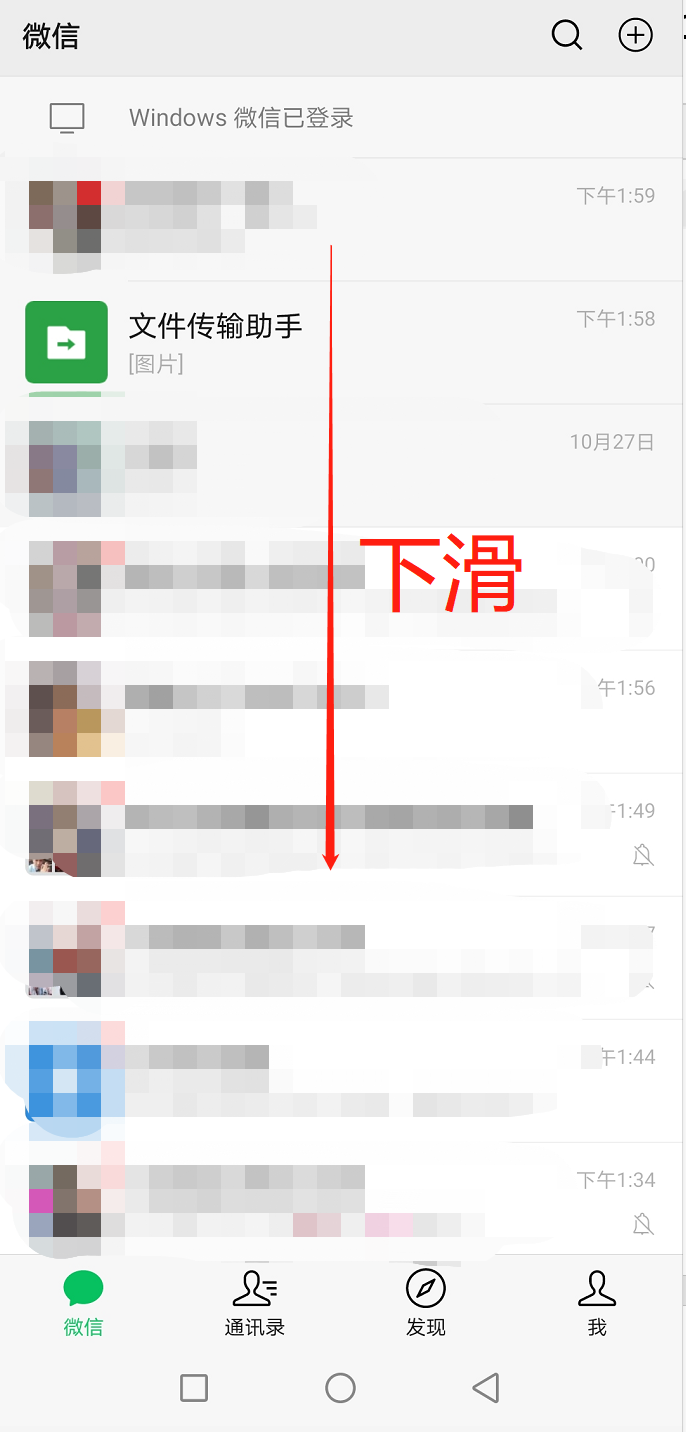 微信
Windows 微信已登录
下午1:59
文件传输助手
下午1:58
[图片]
10月27日
下滑
午1:56
1:49
午1:44
下午1:34
微信
通讯录
发现
我